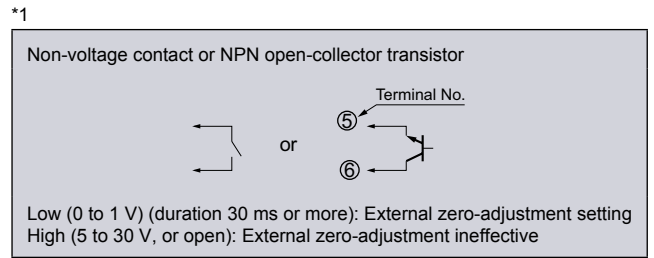 *1
Non-voltage contact or NPN open-collector transistor
Terminal No.
⑤
or
⑥
Low (0 to 1 V) (duration 30 ms or more): External zero-adjustment setting
High (5 to 30 V, or open): External zero-adjustment ineffective